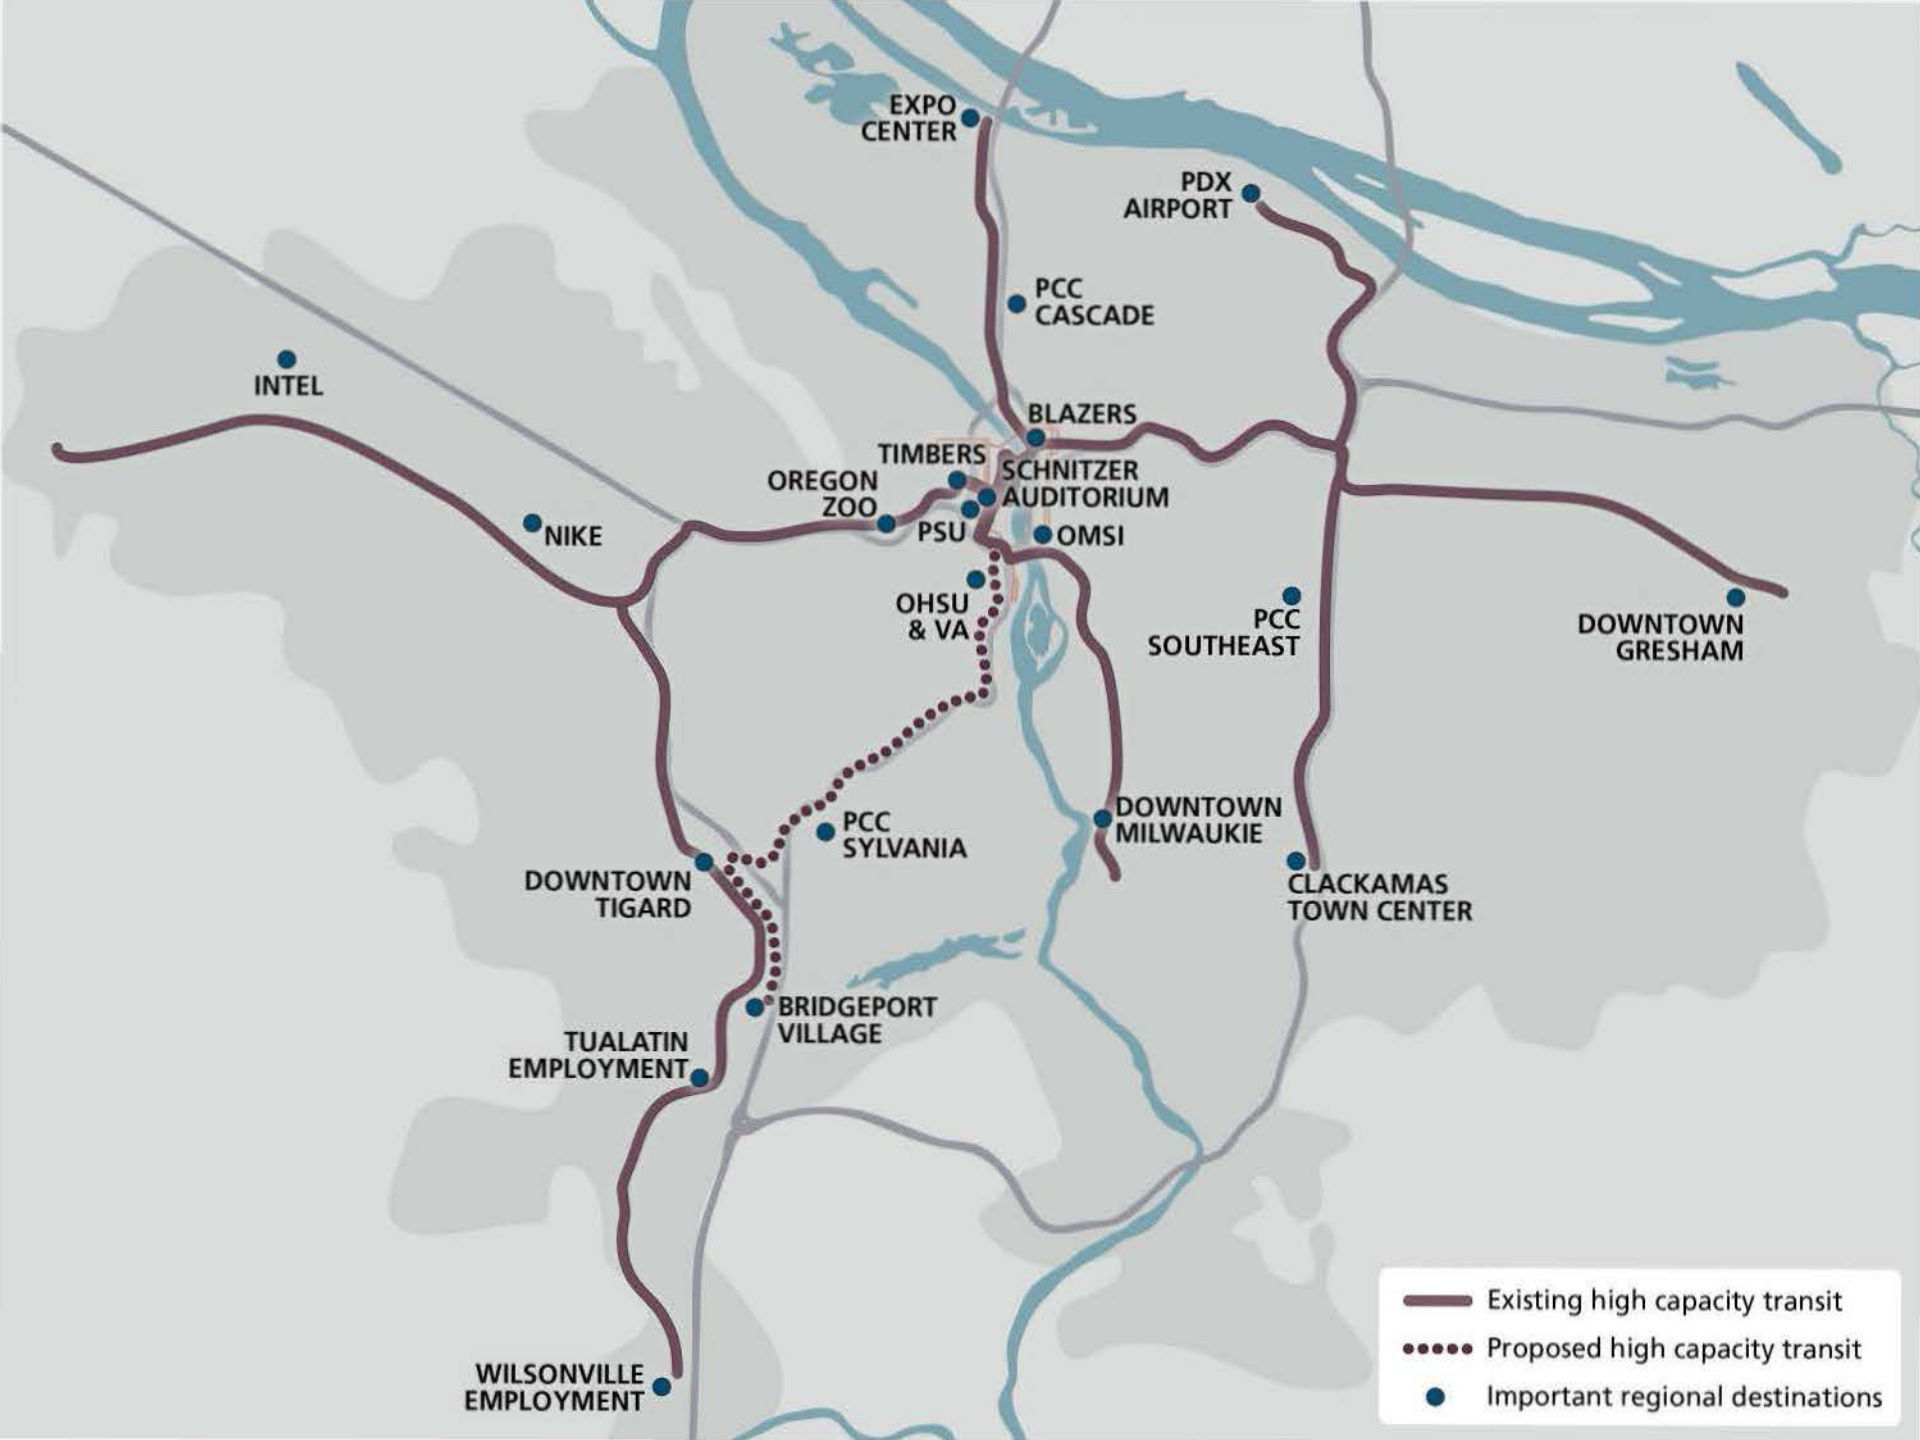 EXPO
CENTER
PDX
AIRPORT
PCC
CASCADE
INTEL
BLAZERS
TIMBERS
SCHNITZER
AUDITORIUM
OREGON
ZOO
PSU
OMSI
NIKE
OHSU
& VA
PCC
SOUTHEAST
DOWNTOWN
GRESHAM
PCC
SYLVANIA
DOWNTOWN
MILWAUKIE
DOWNTOWN
TIGARD
CLACKAMAS
TOWN CENTER
BRIDGEPORT
VILLAGE
TUALATIN
EMPLOYMENT
WILSONVILLE
EMPLOYMENT
Existing high capacity transit
Proposed high capacity transit
Important regional destinations